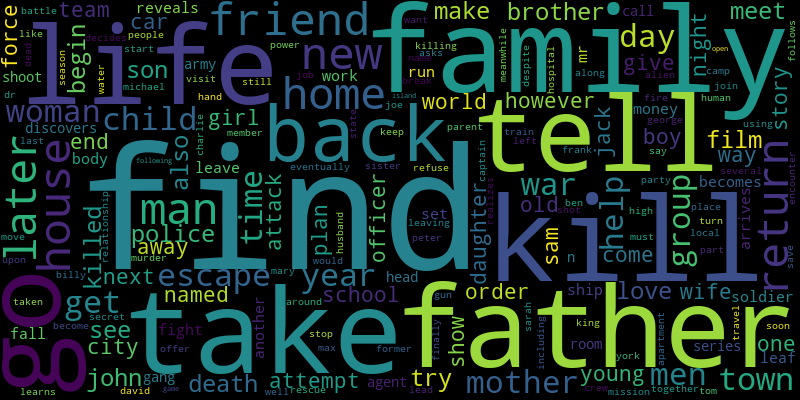 battle
car
reveals
friend
make
brother
meet
want
like
team
people
decides
name
call
follows
force
dead
season
start
power
asks
killing
meanwhile
open
begin
life
family
new
day
night
mr
along
alien
camp
shoot
son
army
water
visit
still
job
break
despite
hospital
give
join
dr
michael
hand
work
run
island
joe
fire
human
story
woman
child
home
back
world
however
money
using
discovers
charlie
member
keep
parent
girl
tell
boy
george
say
film
last
end
body
also
leave
state
eventually
sister
train
left
frank
jack
way
several
later
house
find
following
refuse
captain
war
help
party
becomes
man
time
attack
plan
officer
daughter
realizes
kill
group
arrives
return
encounter
police
set
leaving
old
ben
shot
place
high
turn
must
local
part
save
move
relationship
killed
away
husband
would
peter
sam
n
come
upon
billy
murder
mary
head
next
escape
year
go
taken
secret
get
named
become
around
school
gun
order
ship
love
wife
soldier
travel
soon
fall
see
another
fight
take
father
stop
former
finally
show
sarah
including
king
room
apartment
series
one
leaf
city
offer
max
york
learns
john
gang
death
attempt
agent
try
mother
young
men
town
david
game
well
rescue
lead
crew
mission
together
tom